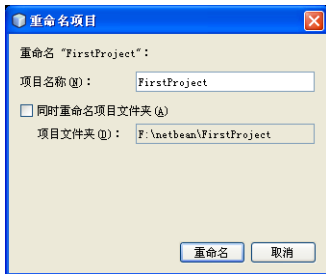 重命名项目
重命名 "FirstProject"：
项目名称(N)： FirstProject
同时重命名项目文件夹(A)
项目文件夹(D)： F:\netbean\FirstProject
重命名 取消